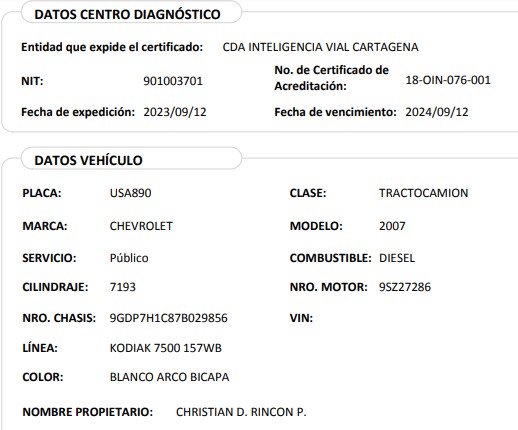 DATOS CENTRO DIAGNÓSTICO
Entidad que expide el certificado: CDA INTELIGENCIA VIAL CARTAGENA
NIT: 901003701 No. de Certificado de Acreditación: 18-OIN-076-001
Fecha de expedición: 2023/09/12 Fecha de vencimiento: 2024/09/12
DATOS VEHÍCULO
PLACA: USA890 CLASE: TRACTOCAMION
MARCA: CHEVROLET MODELO: 2007
SERVICIO: Público COMBUSTIBLE: DIESEL
CILINDRAJE: 7193 NRO. MOTOR: 9SZ27286
NRO. CHASIS: 9GDP7H1C87B029856 VIN:
LÍNEA: KODIAK 7500 157WB
COLOR: BLANCO ARCO BICAPA
NOMBRE PROPIETARIO: CHRISTIAN D. RINCON P.